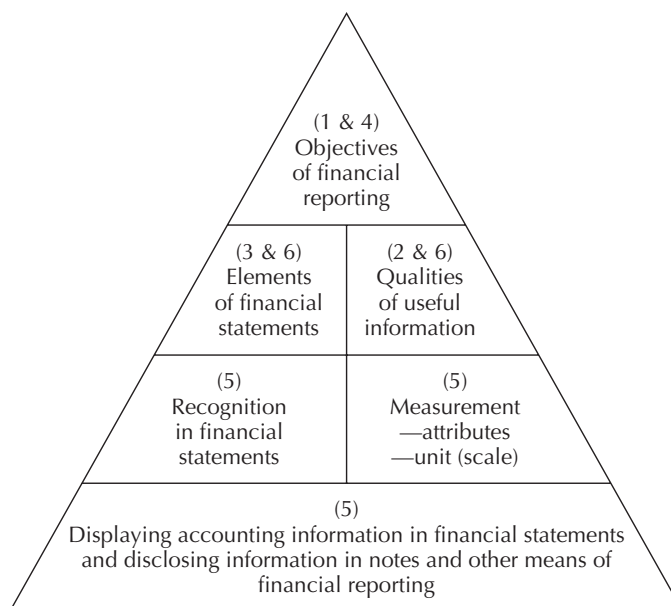 (1 & 4)
Objectives
of financial
reporting
(3 & 6)
Elements
of financial
statements
(2 & 6)
Qualities
of useful
information
(5)
Recognition
in financial
statements
(5)
Measurement
—attributes
—unit (scale)
(5)
Displaying accounting information in financial statements
and disclosing information in notes and other means of
financial reporting